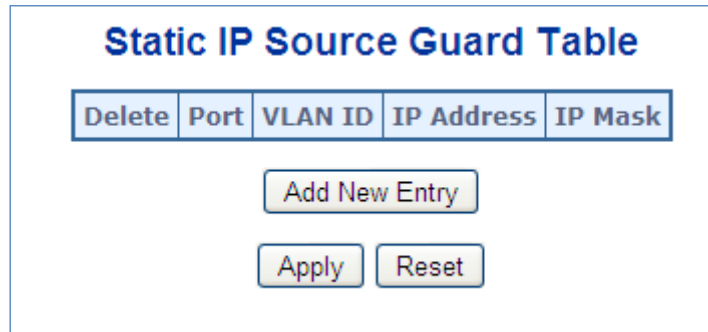 Static IP Source Guard Table
Delete Port VLAN ID IP Address IP Mask
Add New Entry
Apply Reset